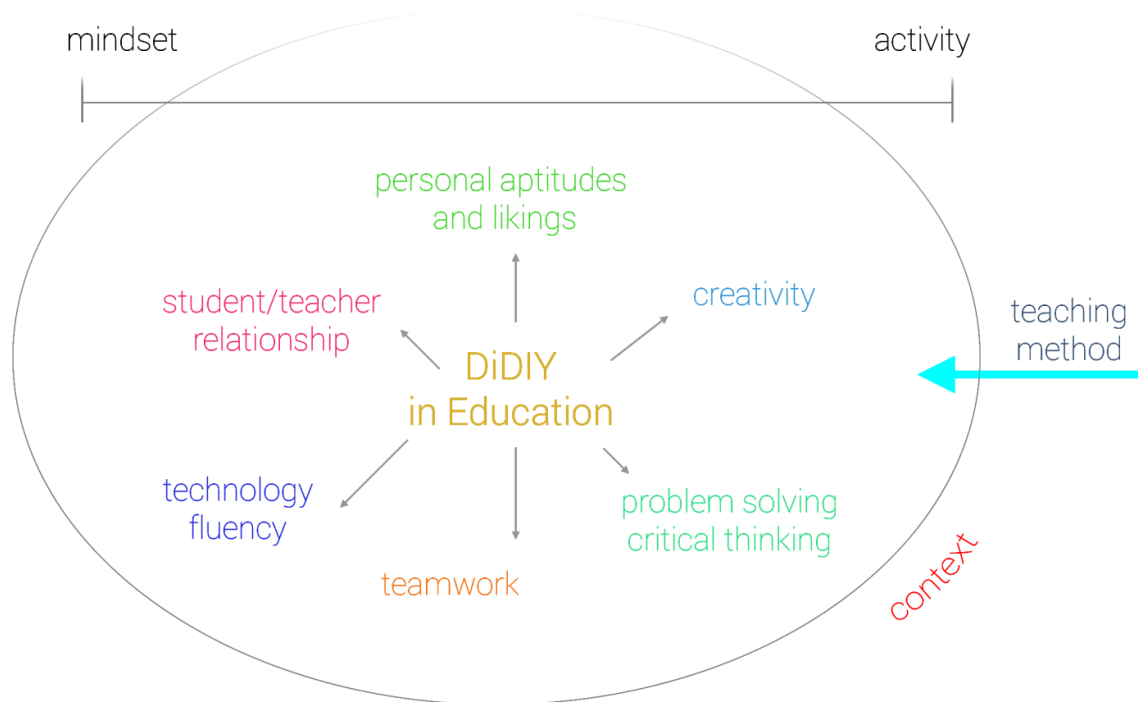 mindset
activity
personal aptitudes
and likings
student/teacher
relationship
creativity
teaching
method
DiDIY
in Education
technology
fluency
problem solving
critical thinking
teamwork
context